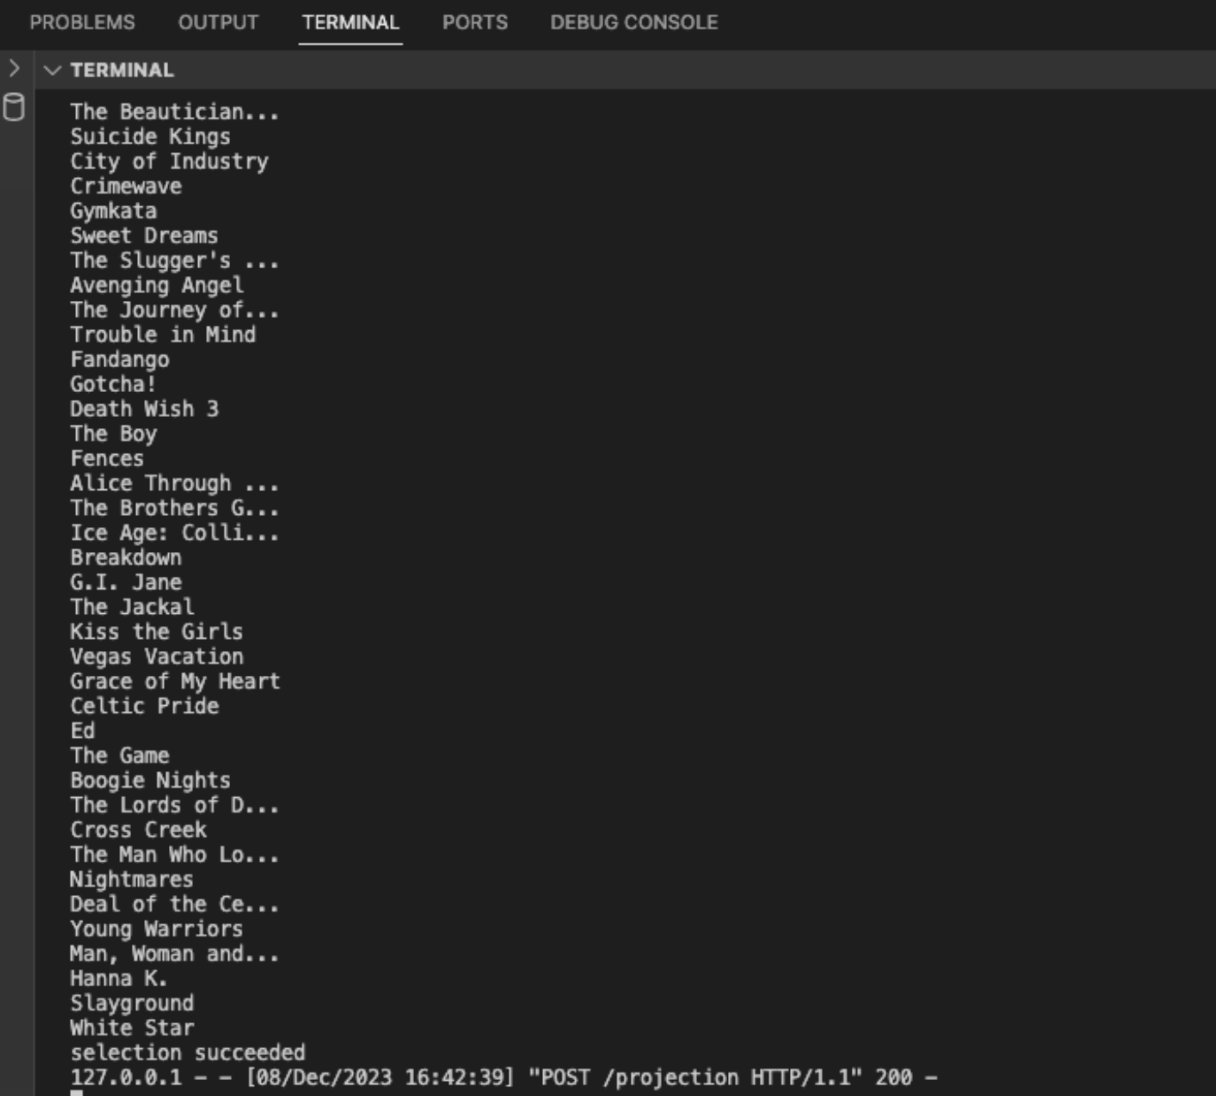 PROBLEMS OUTPUT TERMINAL PORTS DEBUG CONSOLE
TERMINAL
The Beautician...
Suicide Kings
City of Industry
Crimewave
Gymkata
Sweet Dreams
The Slugger's ...
Avenging Angel
The Journey of...
Trouble in Mind
Fandango
Gotcha!
Death Wish 3
The Boy
Fences
Alice Through ...
The Brothers G...
Ice Age: Colli...
Breakdown
G.I. Jane
The Jackal
Kiss the Girls
Vegas Vacation
Grace of My Heart
Celtic Pride
Ed
The Game
Boogie Nights
The Lords of D...
Cross Creek
The Man Who Lo...
Nightmares
Deal of the Ce...
Young Warriors
Man, Woman and...
Hanna K.
Slayground
White Star
selection succeeded
127.0.0.1 - - [08/Dec/2023 16:42:39] "POST /projection HTTP/1.1" 200 -